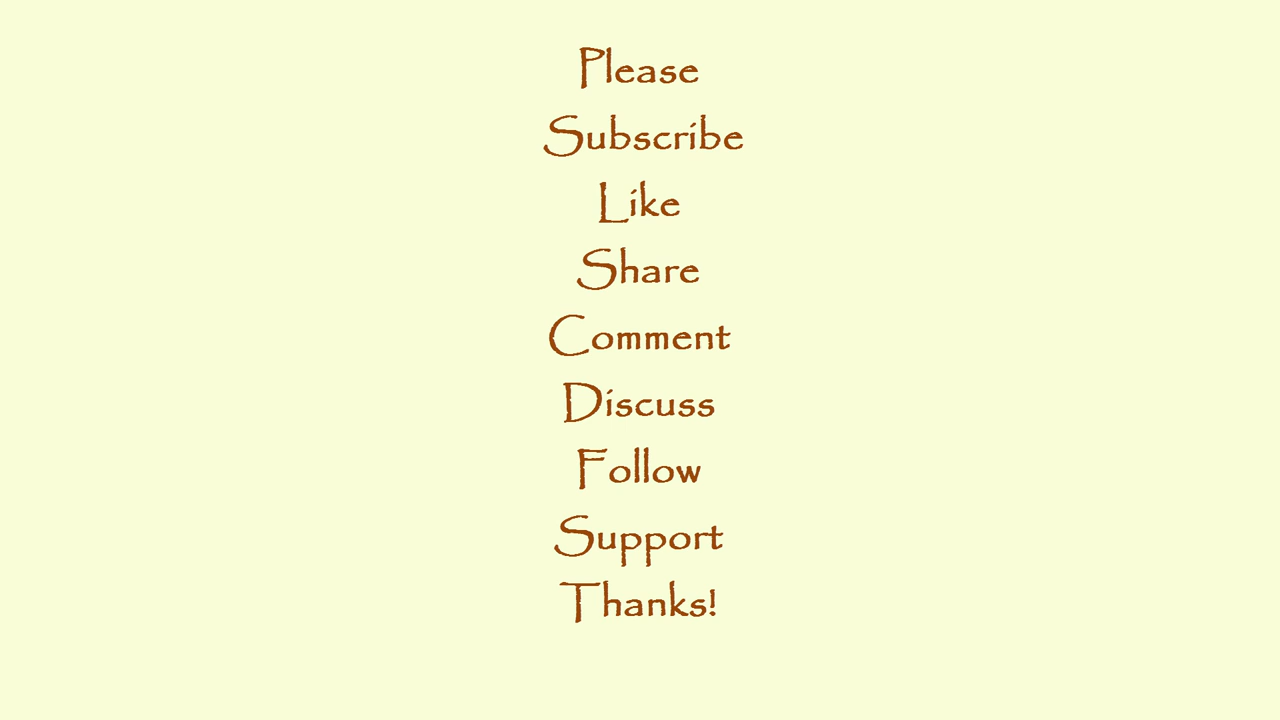 Please
Subscribe
Like
Share
Comment
Discuss
Follow
Support
Thanks!